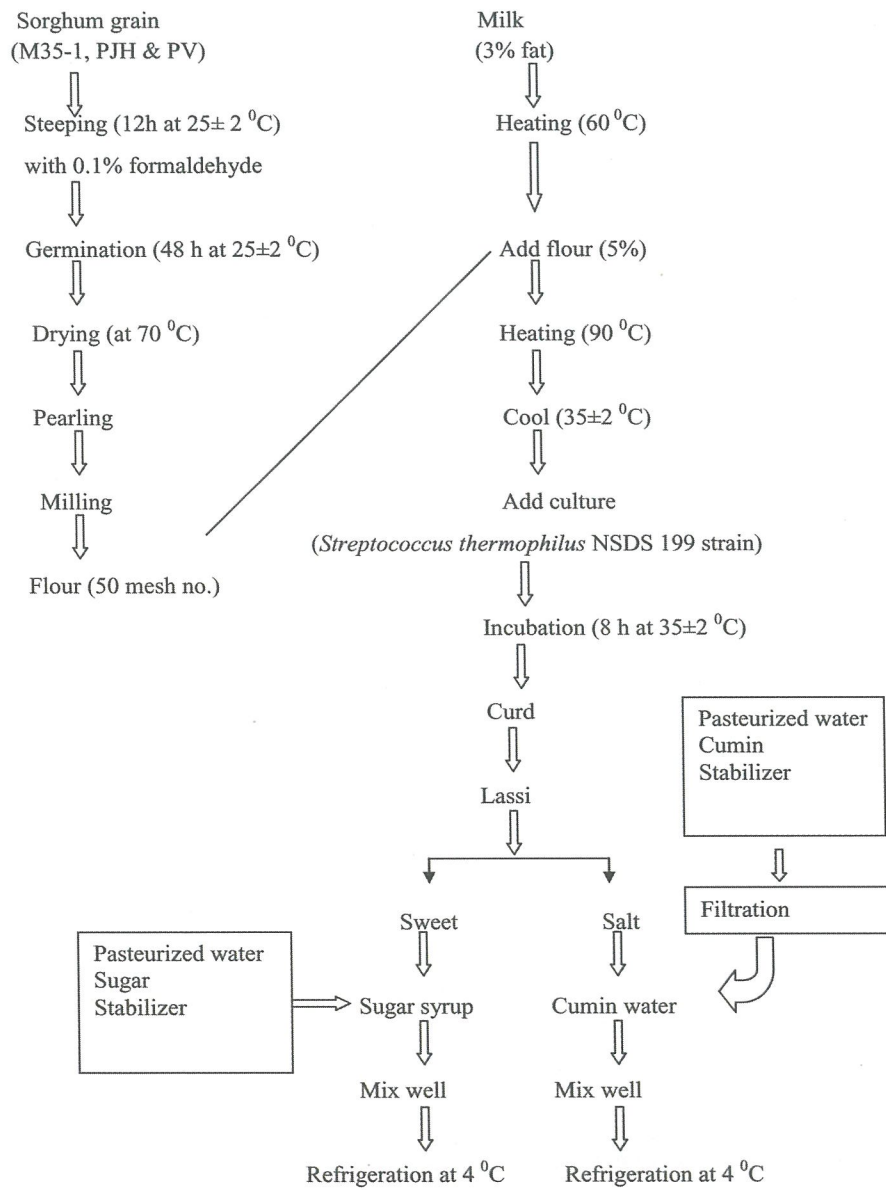 Sorghum grain
(M35-1, PJH & PV)
Steeping (12h at 25± 2 ⁰C)
with 0.1% formaldehyde
Germination (48 h at 25±2 ⁰C)
Drying (at 70 ⁰C)
Pearling
Milling
Flour (50 mesh no.)
Milk
(3% fat)
Heating (60 ⁰C)
Add flour (5%)
Heating (90 ⁰C)
Cool (35±2 ⁰C)
Add culture
(Streptococcus thermophilus NSDS 199 strain)
Incubation (8 h at 35±2 ⁰C)
Curd
Lassi
Pasteurized water
Cumin
Stabilizer
Filtration
Sweet
Salt
Pasteurized water
Sugar
Stabilizer
Sugar syrup
Cumin water
Mix well
Mix well
Refrigeration at 4 ⁰C
Refrigeration at 4 ⁰C